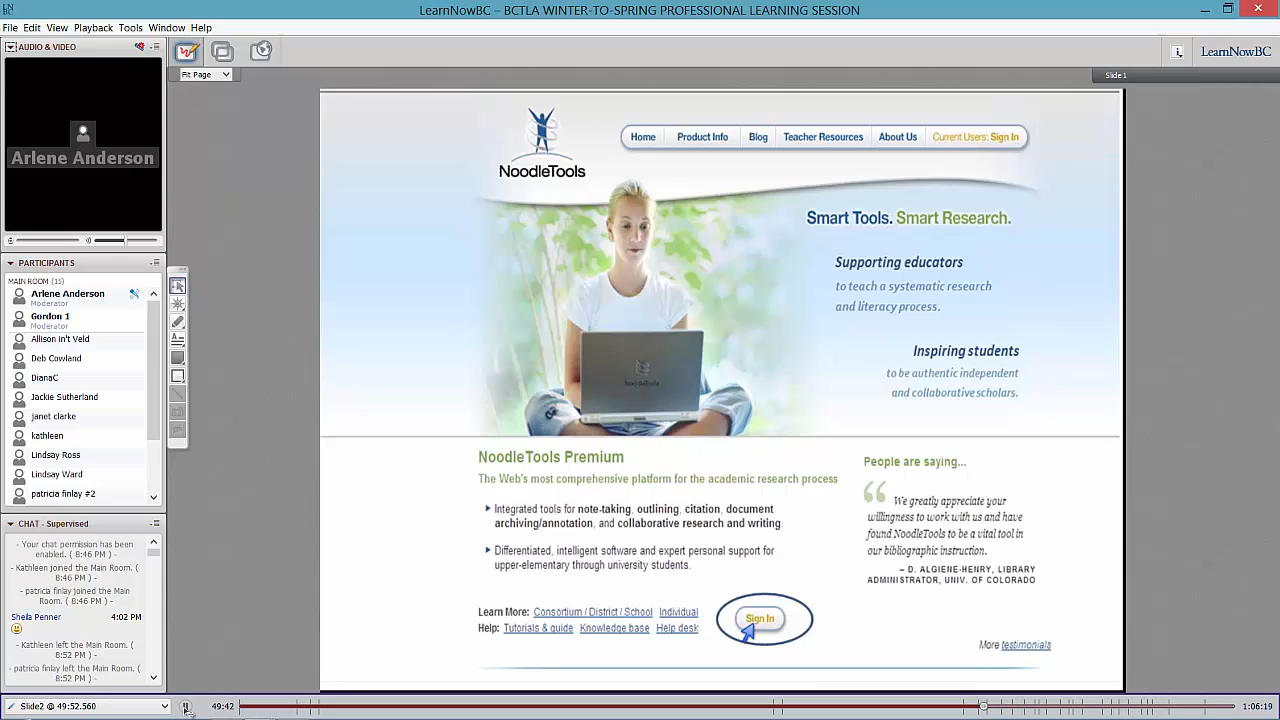 LearnNowBC – BCTLA WINTER-TO-SPRING PROFESSIONAL LEARNING SESSION
File Edit View Playback Tools Window Help
AUDIO & VIDEO
LearnNowBC
Fit Page
Slide1
Arlene Anderson
PARTICIPANTS
MAIN ROOM (15)
Arlene Anderson
Moderator
Gordon 1
Moderator
Allison in't Veld
Deb Cowland
DianaC
Jackie Sutherland
janet clarke
kathleen
Lindsay Ross
Lindsay Ward
patricia finlay #2
CHAT - Supervised
- Your chat permission has been
enabled. ( 8:46 PM ) -
- Kathleen joined the Main Room. (
8:46 PM ) -
- patricia finlay joined the Main
Room. ( 8:46 PM ) -
4:02 PM
- Kathleen left the Main Room. (
8:52 PM ) -
- patricia finlay left the Main Room. (
8:52 PM ) -
NoodleTools
Home Product Info Blog Teacher Resources About Us Current Users: Sign In
Smart Tools. Smart Research.
Supporting educators
to teach a systematic research
and literacy process.
Inspiring students
to be authentic independent
and collaborative scholars.
NoodleTools
NoodleTools Premium
The Web's most comprehensive platform for the academic research process
Integrated tools for note-taking, outlining, citation, document
archiving/annotation, and collaborative research and writing.
Differentiated, intelligent software and expert personal support for
upper-elementary through university students.
Learn More: Consortium / District / School Individual
Help: Tutorials & guide Knowledge base Help desk
Sign In
People are saying...
“ We greatly appreciate your
willingness to work with us and have
found NoodleTools to be a vital tool in
our bibliographic instruction.
– D. ALGIENE-HENRY, LIBRARY
ADMINISTRATOR, UNIV. OF COLORADO
More testimonials
Slide2 @ 49:52.560
49:42
1:06:19